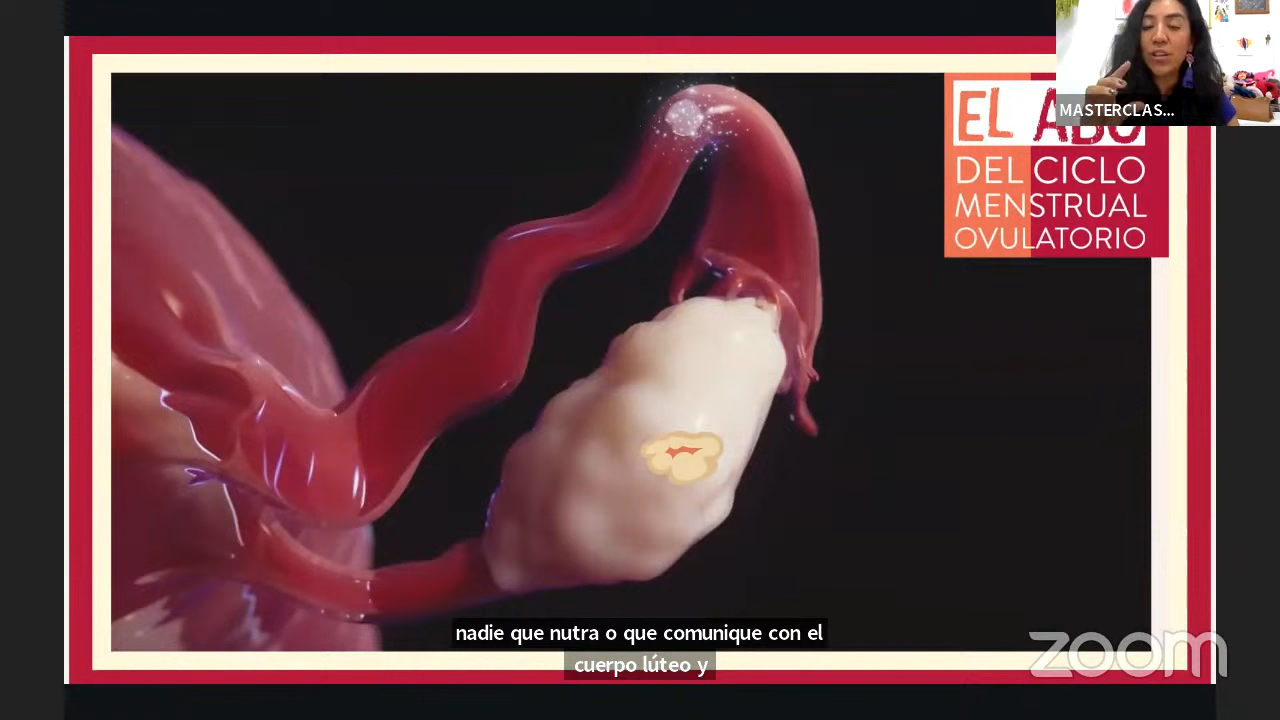 MASTERCLAS...
EL ABC
DEL CICLO
MENSTRUAL
OVULATORIO
nadie que nutra o que comunique con el
cuerpo lúteo y
zoom